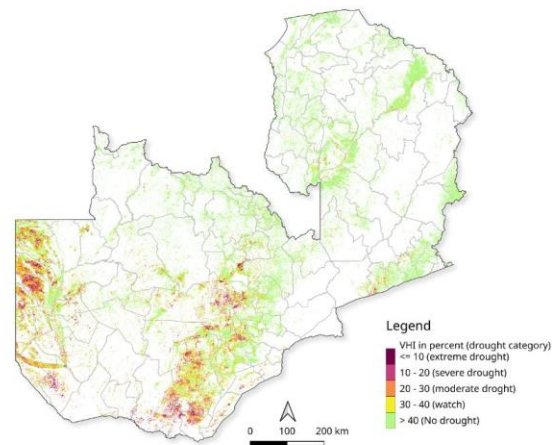 Legend
VHI in percent (drought category)
<= 10 (extreme drought)
10 - 20 (severe drought)
20 - 30 (moderate droght)
30 - 40 (watch)
> 40 (No drought)
0 100 200 km